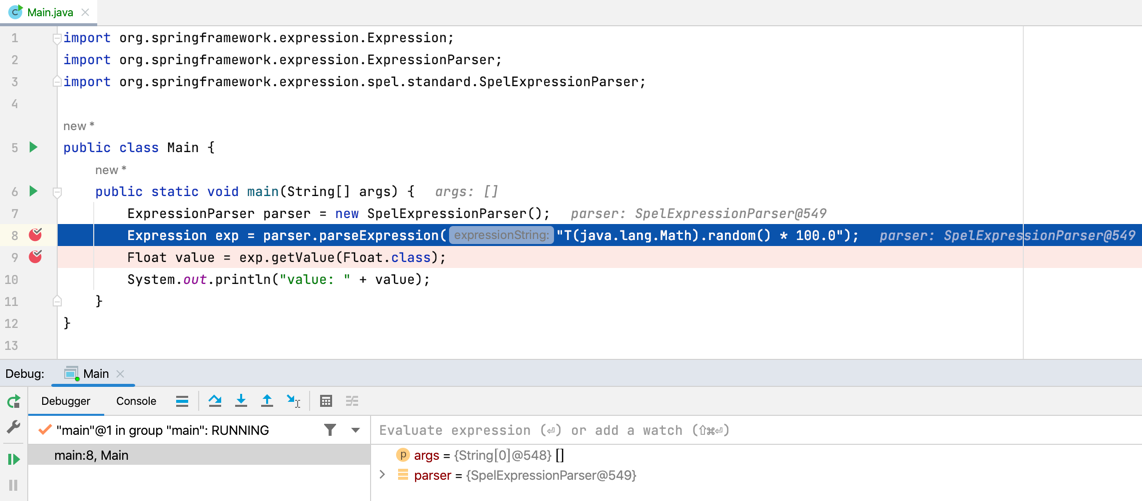 Main.java
1 import org.springframework.expression.Expression;
2 import org.springframework.expression.ExpressionParser;
3 import org.springframework.expression.spel.standard.SpelExpressionParser;
4
new *
5 public class Main {
new *
6 public static void main(String[] args) { args: []
7 ExpressionParser parser = new SpelExpressionParser(); parser: SpelExpressionParser@549
8 Expression exp = parser.parseExpression( expressionString: "T(java.lang.Math).random() * 100.0"); parser: SpelExpressionParser@549
9 Float value = exp.getValue(Float.class);
10 System.out.println("value: " + value);
11 }
12 }
13
Debug: Main
Debugger Console
"main"@1 in group "main": RUNNING
Evaluate expression (⏎) or add a watch (⇧⌘⏎)
main:8, Main
p args = {String[0]@548} []
parser = {SpelExpressionParser@549}